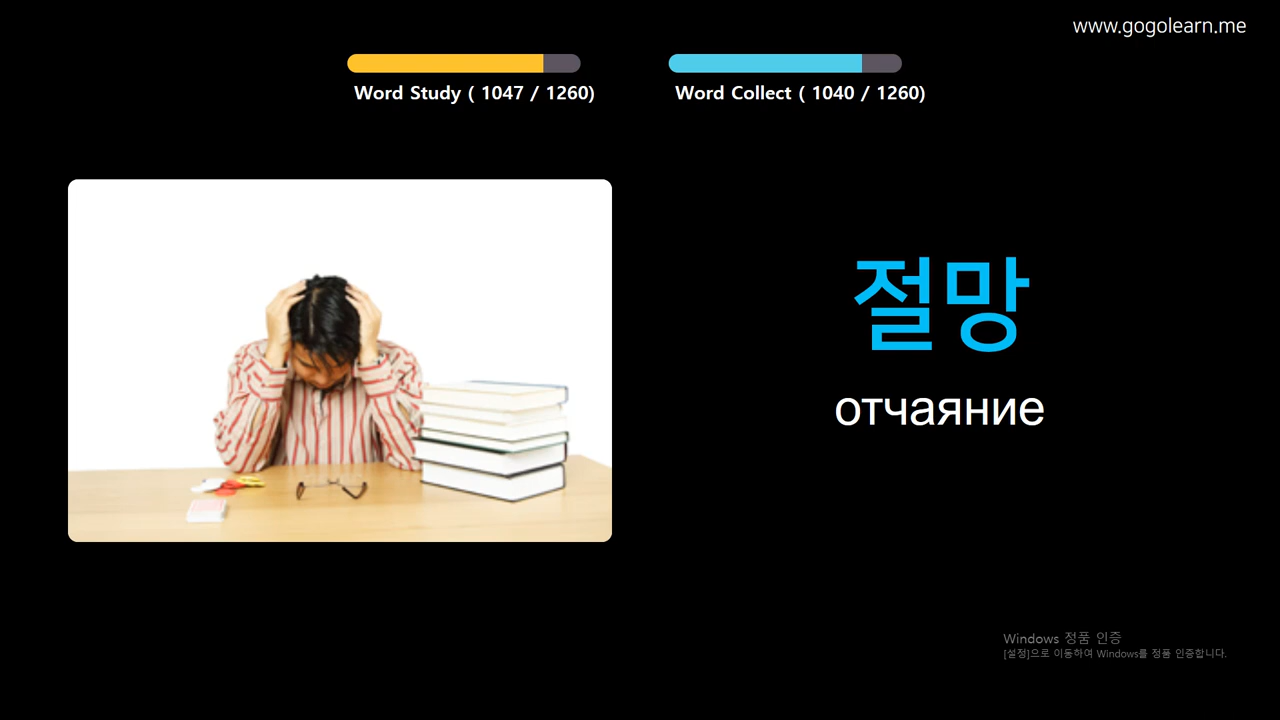 www.gogolearn.me
Word Study ( 1047 / 1260)
Word Collect ( 1040 / 1260)
절망
отчаяние
Windows 정품 인증
[설정]으로 이동하여 Windows를 정품 인증합니다.